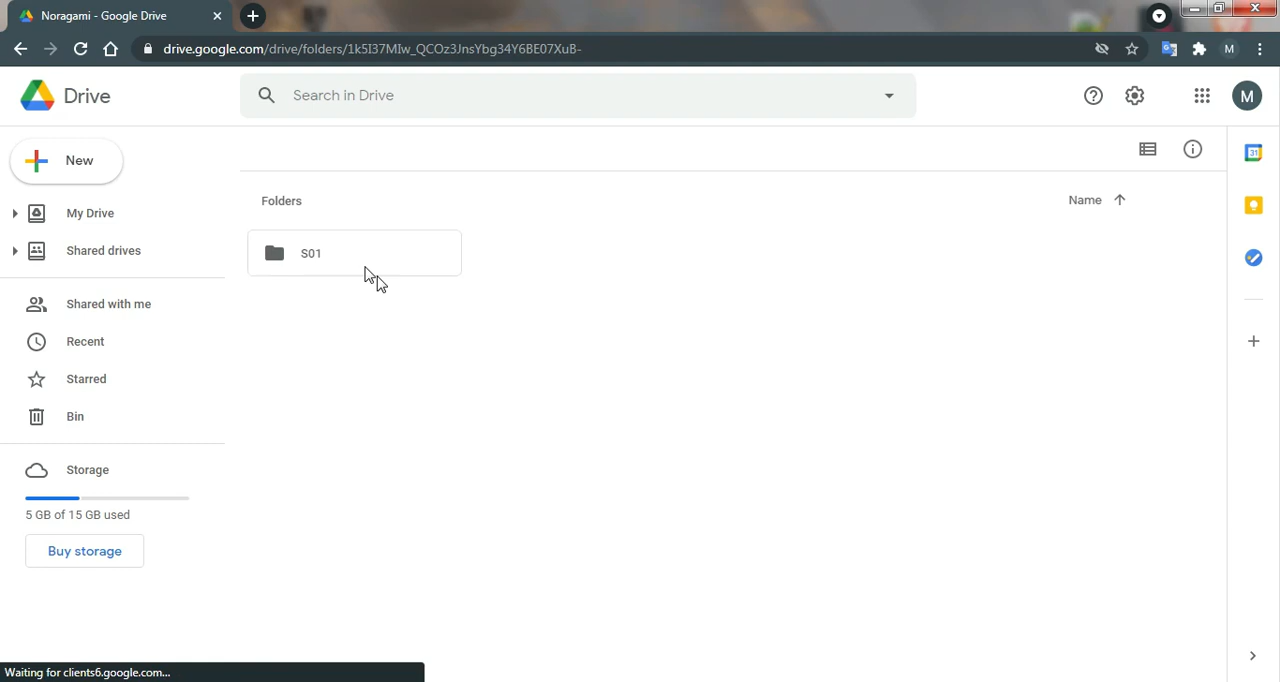 Noragami - Google Drive
drive.google.com/drive/folders/1k5I37MIw_QCOz3JnsYbg34Y6BE07XuB-
M
Drive
Search in Drive
M
New
Folders
Name
31
My Drive
S01
Shared drives
Shared with me
Recent
Starred
Bin
Storage
5 GB of 15 GB used
Buy storage
Waiting for clients6.google.com...